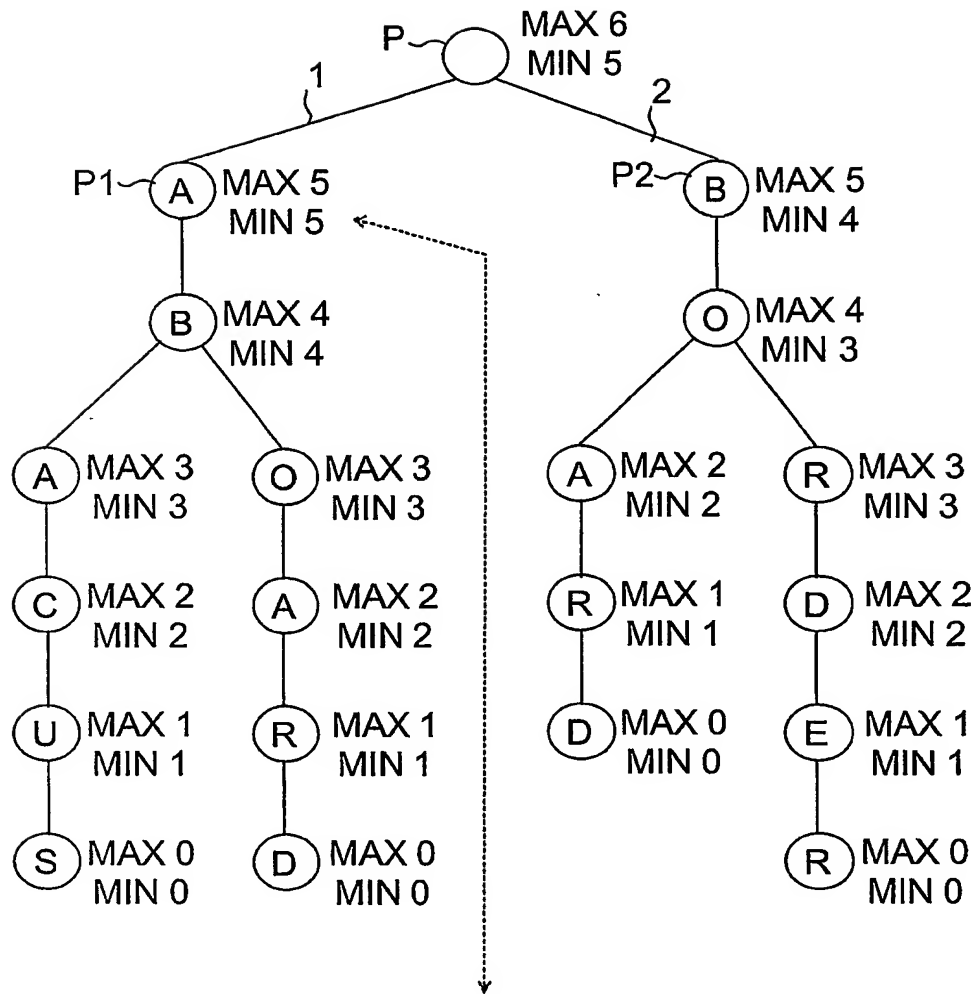 P MAX 6
MIN 5
1 2
P1 A MAX 5 P2 B MAX 5
MIN 5 MIN 4
B MAX 4 O MAX 4
MIN 4 MIN 3
A MAX 3 O MAX 3 A MAX 2 R MAX 3
MIN 3 MIN 3 MIN 2 MIN 3
C MAX 2 A MAX 2 R MAX 1 D MAX 2
MIN 2 MIN 2 MIN 1 MIN 2
U MAX 1 R MAX 1 D MAX 0 E MAX 1
MIN 1 MIN 1 MIN 0 MIN 1
S MAX 0 D MAX 0 R MAX 0
MIN 0 MIN 0 MIN 0